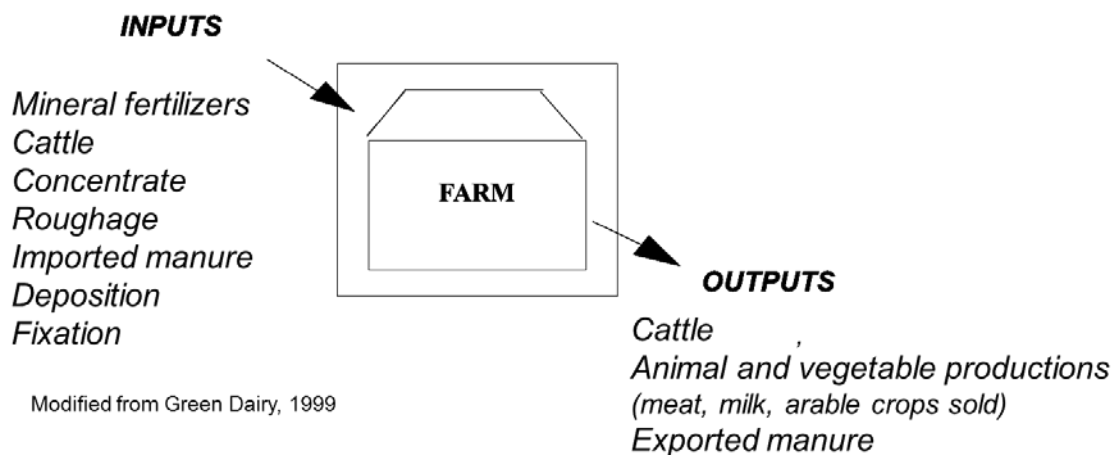 INPUTS
Mineral fertilizers
Cattle
Concentrate
Roughage
Imported manure
Deposition
Fixation
FARM
OUTPUTS
Cattle ,
Animal and vegetable productions
(meat, milk, arable crops sold)
Exported manure
Modified from Green Dairy, 1999